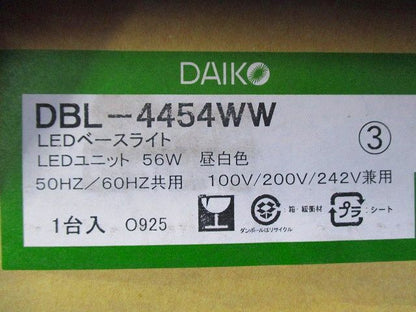 DAIKO
DBL-4454WW
LEDベースライト
LEDユニット 56W 昼白色
③
50HZ/60HZ共用 100V/200V/242V兼用
1台入 0925
ダンボールはリサイクル
箱・緩衝材
プラ
:シート